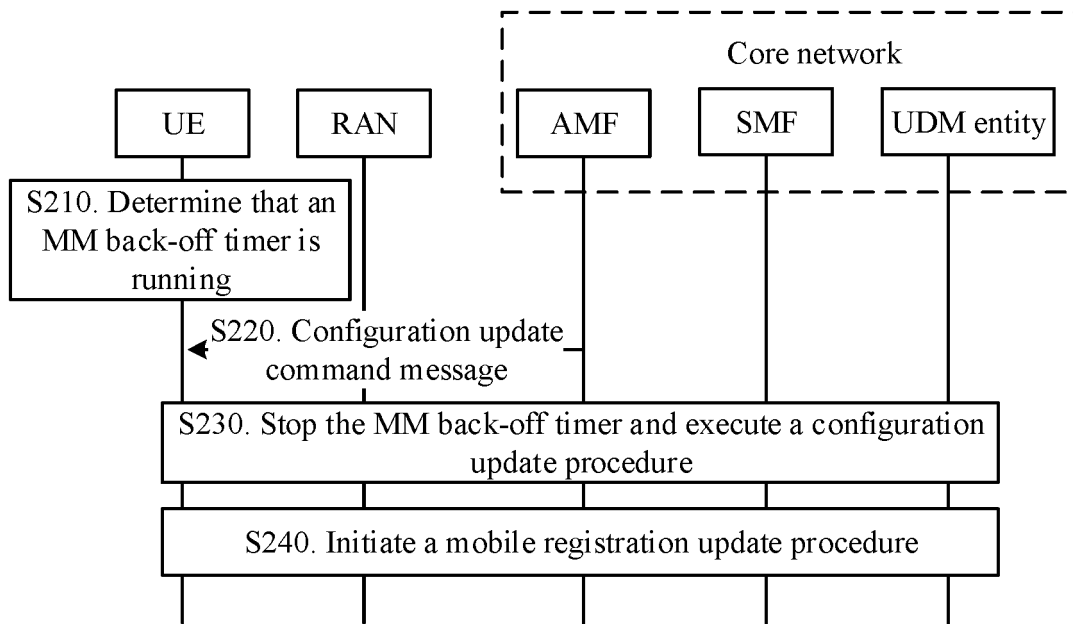 Core network
UE
RAN
AMF
SMF
UDM entity
S210. Determine that an
MM back-off timer is
running
S220. Configuration update
command message
S230. Stop the MM back-off timer and execute a configuration
update procedure
S240. Initiate a mobile registration update procedure